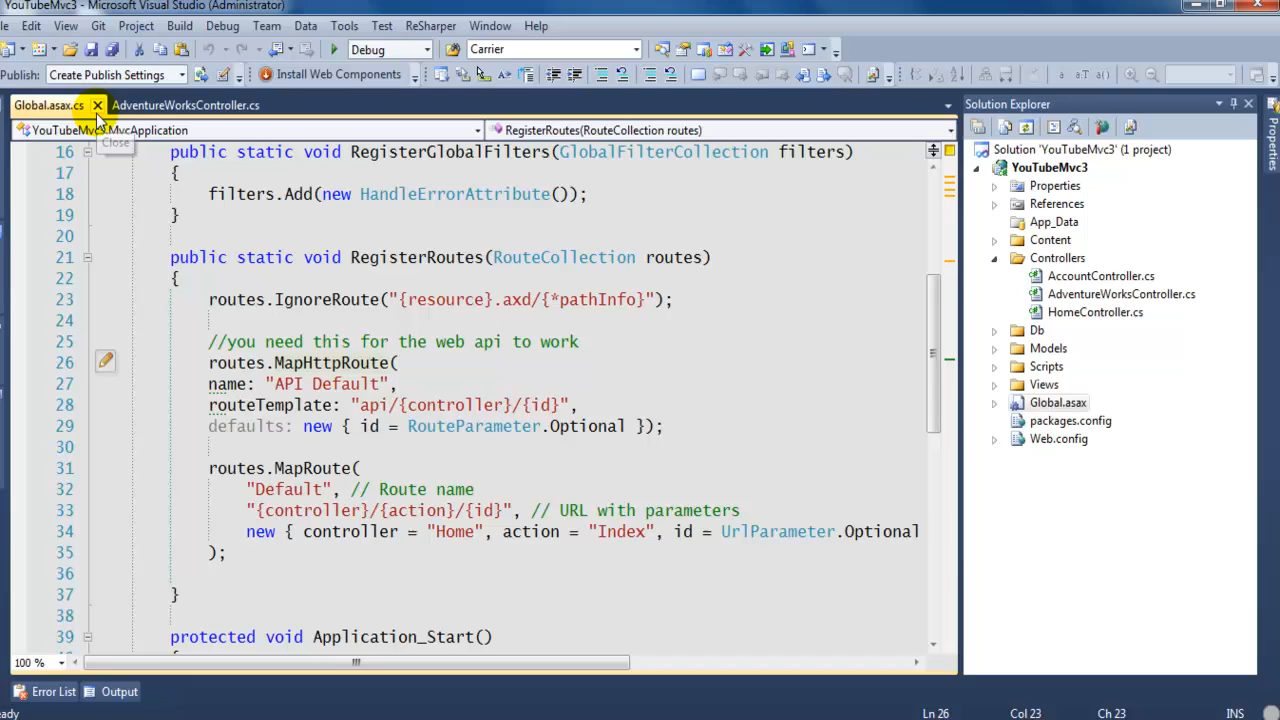 YouTubeMvc3 - Microsoft Visual Studio (Administrator)
Edit View Git Project Build Debug Team Data Tools Test ReSharper Window Help
Debug Carrier
Publish: Create Publish Settings Install Web Components
Global.asax.cs AdventureWorksController.cs
RegisterRoutes(RouteCollection routes)
Close
16 public static void RegisterGlobalFilters(GlobalFilterCollection filters)
17 {
18 filters.Add(new HandleErrorAttribute());
19 }
20
21 public static void RegisterRoutes(RouteCollection routes)
22 {
23 routes.IgnoreRoute("{resource}.axd/{*pathInfo}");
24
25 //you need this for the web api to work
26 routes.MapHttpRoute(
27 name: "API Default",
28 routeTemplate: "api/{controller}/{id}",
29 defaults: new { id = RouteParameter.Optional });
30
31 routes.MapRoute(
32 "Default", // Route name
33 "{controller}/{action}/{id}", // URL with parameters
34 new { controller = "Home", action = "Index", id = UrlParameter.Optional
35 );
36
37 }
38
39 protected void Application_Start()
100 %
Error List Output
Ln 26 Col 23 Ch 23 INS
Solution Explorer
Solution 'YouTubeMvc3' (1 project)
YouTubeMvc3
Properties
References
App_Data
Content
Controllers
AccountController.cs
AdventureWorksController.cs
HomeController.cs
Db
Models
Scripts
Views
Global.asax
packages.config
Web.config
Properties